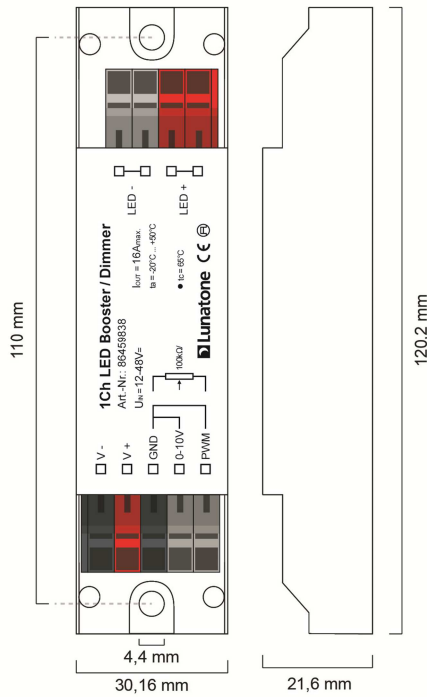 LED -
LED +
1Ch LED Booster / Dimmer
Art.-Nr.: 86459838
UIN = 12-48V=
IOUT = 16Amax.
ta = -20°C ... +50°C
tc = 65°C
Lunatone CE
100kΩ/
V -
V +
GND
0-10V
PWM
110 mm
120,2 mm
4,4 mm
30,16 mm
21,6 mm